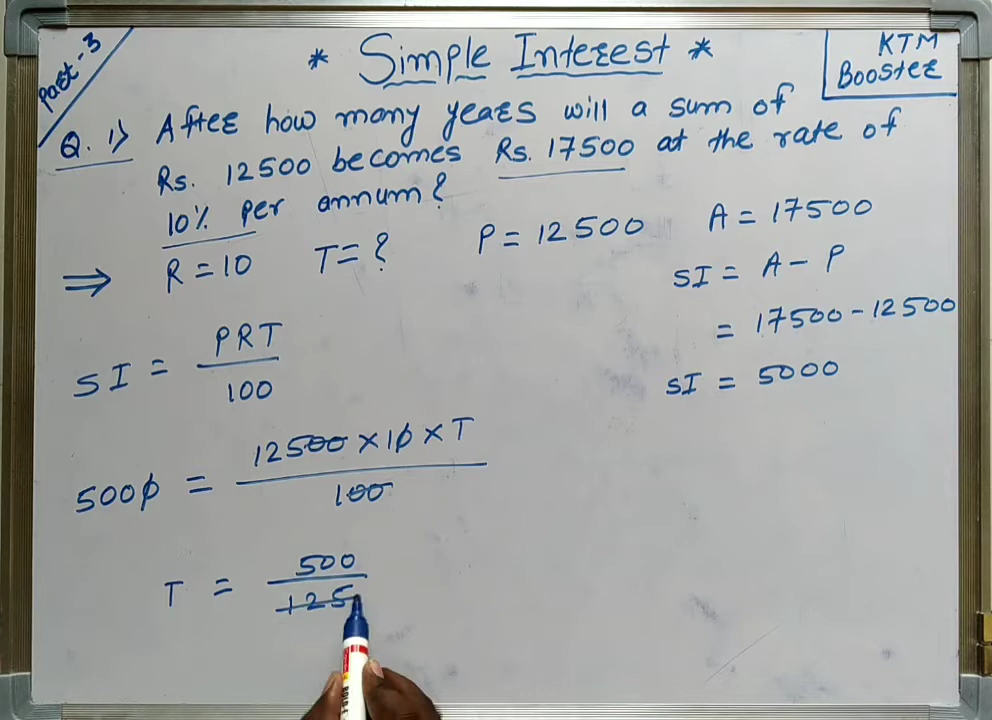 Part-3
* Simple Interest *
KTM
Booster
Q. 1) After how many years will a sum of
Rs. 12500 becomes Rs. 17500 at the rate of
10% per annum?
⇒ R = 10 T = ? P = 12500 A = 17500
SI = A - P
= 17500 - 12500
SI = 5000
SI = PRT
100
5000 = 12500 × 10 × T
100
T = 500
125